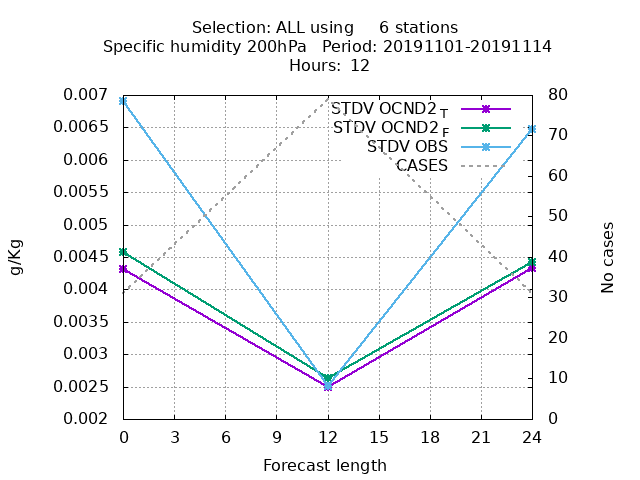 Selection: ALL using     6 stations
Specific humidity 200hPa   Period: 20191101-20191114
Hours: 12
STDV OCND2_T
STDV OCND2_F
STDV OBS
CASES
0.007
0.0065
0.006
0.0055
0.005
0.0045
0.004
0.0035
0.003
0.0025
0.002
g/Kg
80
70
60
50
40
30
20
10
0
No cases
0 3 6 9 12 15 18 21 24
Forecast length